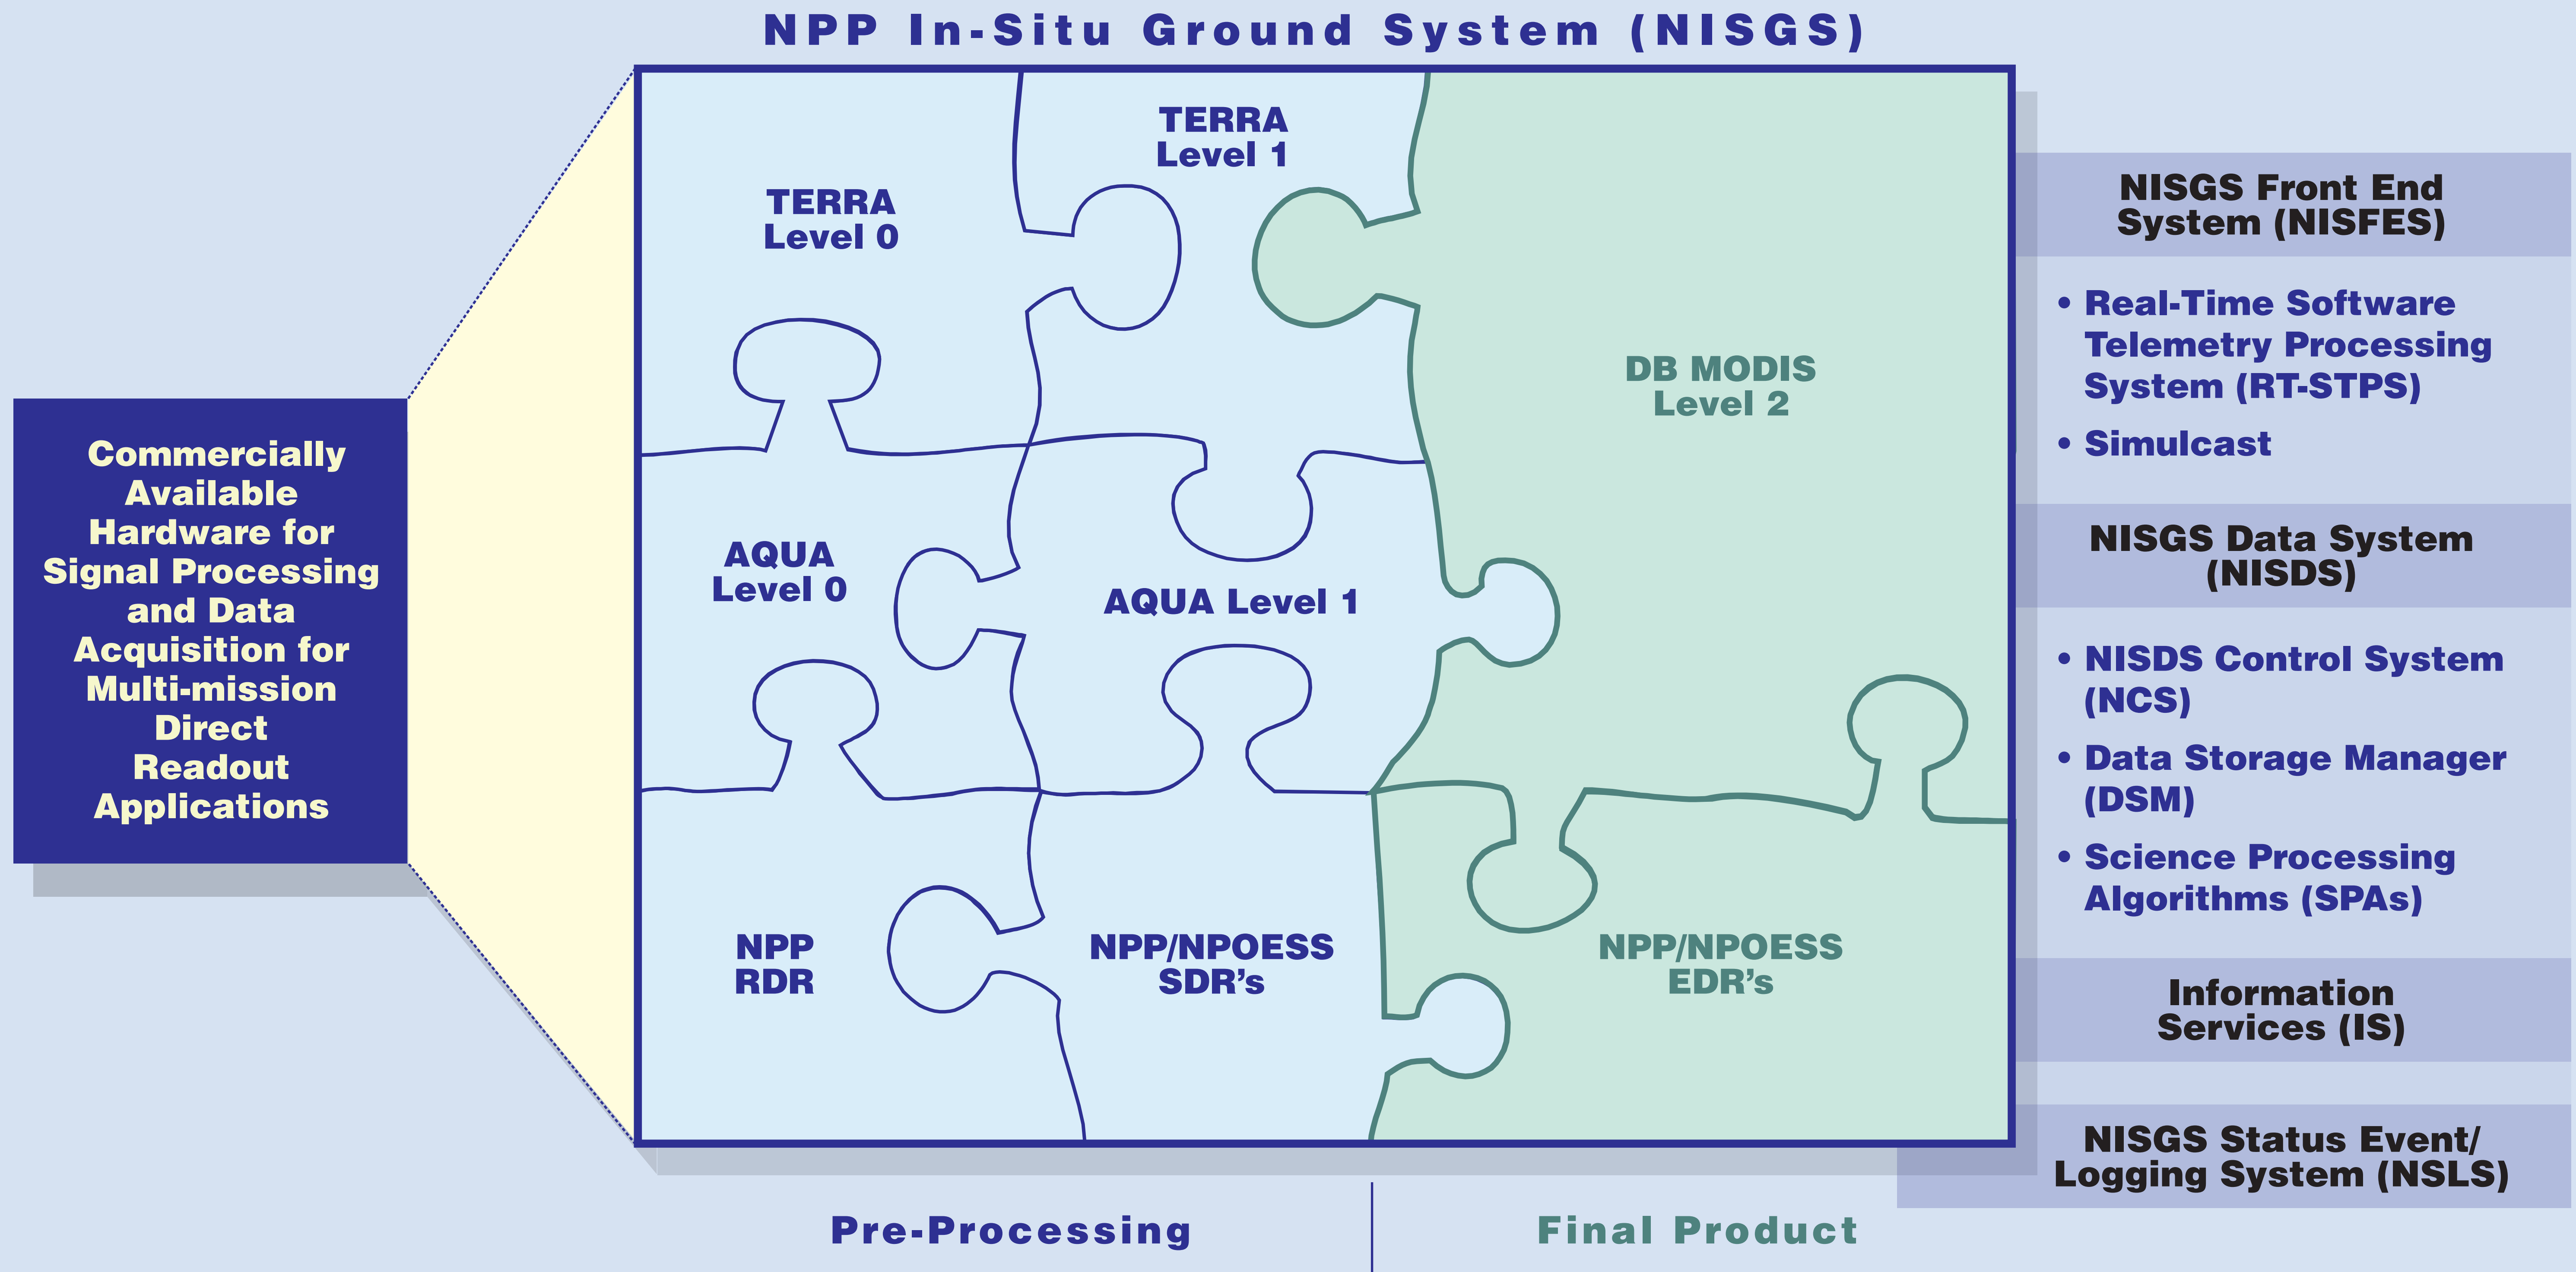 NPP In-Situ Ground System (NISGS)
Commercially
Available
Hardware for
Signal Processing
and Data
Acquisition for
Multi-mission
Direct
Readout
Applications
TERRA
Level 0
TERRA
Level 1
DB MODIS
Level 2
AQUA
Level 0
AQUA Level 1
NPP
RDR
NPP/NPOESS
SDR’s
NPP/NPOESS
EDR’s
NISGS Front End
System (NISFES)
• Real-Time Software
Telemetry Processing
System (RT-STPS)
• Simulcast
NISGS Data System
(NISDS)
• NISDS Control System
(NCS)
• Data Storage Manager
(DSM)
• Science Processing
Algorithms (SPAs)
Information
Services (IS)
NISGS Status Event/
Logging System (NSLS)
Pre-Processing
Final Product